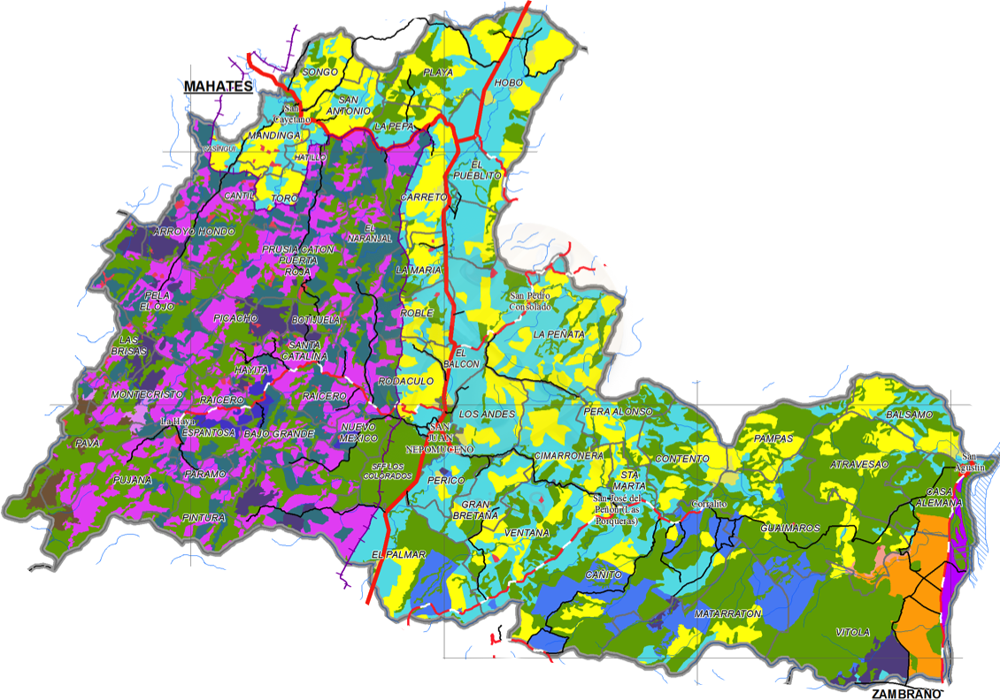 SONGO
PLAYA
HOBO
MAHATES
SAN
ANTONIO
San
Cayetano
LA PEPA
MANDINGA
HATILLO
EL
PUEBLITO
CANTIL
TORO
CARRETO
ARROYO HONDO
EL
NARANJAL
PRUSIA CATON
PUERTA
ROJA
LA MARIA
PELA
EL OJO
San Pedro
Consolado
PICACHO
BOTIJUELA
ROBLE
LA PEÑATA
LAS
BRISAS
SANTA
CATALINA
EL
BALCON
HAYITA
RODACULO
MONTECRISTO
RAICERO
RAICERO
LOS ANDES
PERA ALONSO
BALSAMO
La Haya
ESPANTOSA
BAJO GRANDE
NUEVO
MEXICO
SAN
JUAN
NEPOMUCENO
PAMPAS
PAVA
CIMARRONERA
CONTENTO
ATRAVESAO
San
Agustin
PUJANA
PARAMO
SFFILOS
COLORADOS
PERICO
STA
MARTA
CASA
ALEMANA
San José del
Peñon (Las
Porqueras)
Corralito
PINTURA
GRAN
BRETAÑA
VENTANA
GUAIMAROS
EL PALMAR
CAÑITO
MATARRATON
VITOLA
ZAMBRANO